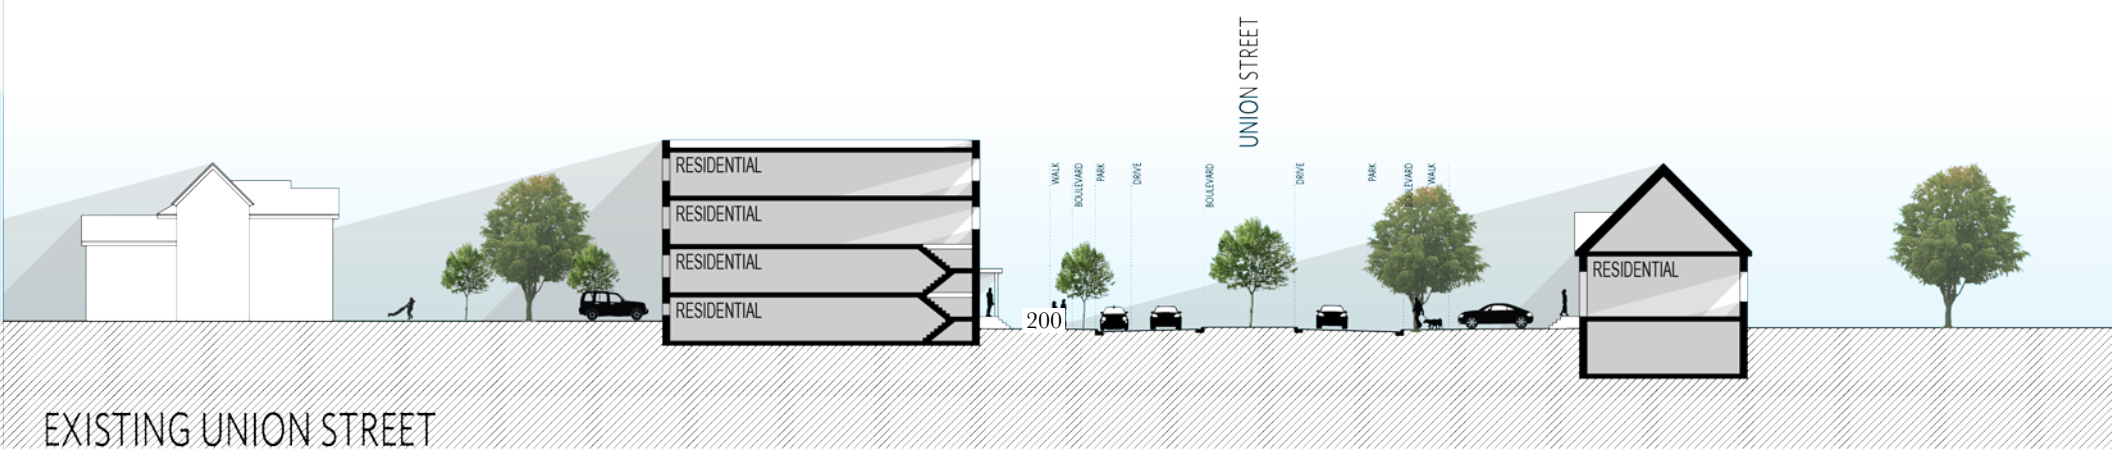 UNION STREET
WALK
BOULEVARD
PARK
DRIVE
BOULEVARD
DRIVE
PARK
BOULEVARD
WALK
RESIDENTIAL
RESIDENTIAL
RESIDENTIAL
RESIDENTIAL
RESIDENTIAL
200
EXISTING UNION STREET